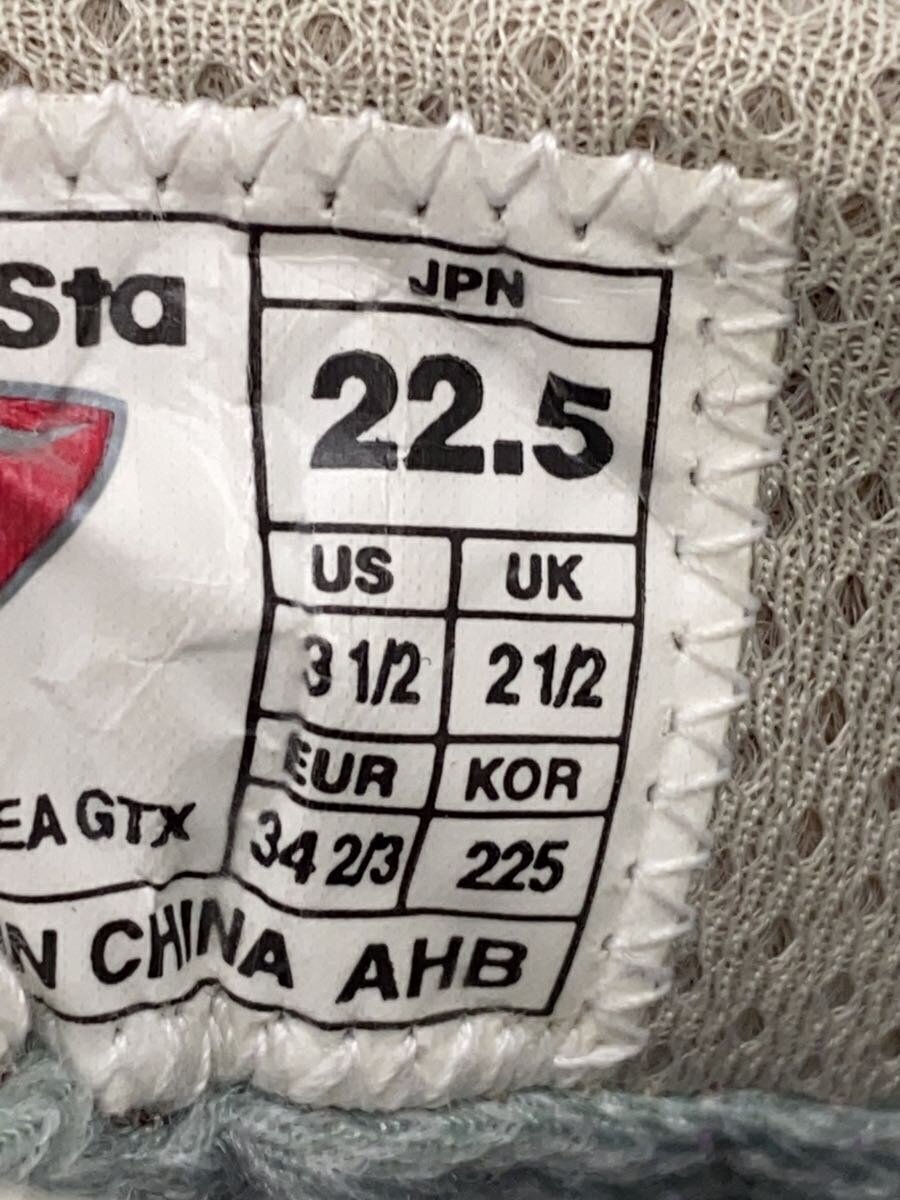 Sta
JPN
22.5
US UK
3 1/2 2 1/2
EUR KOR
34 2/3 225
EA GTX
IN CHINA AHB